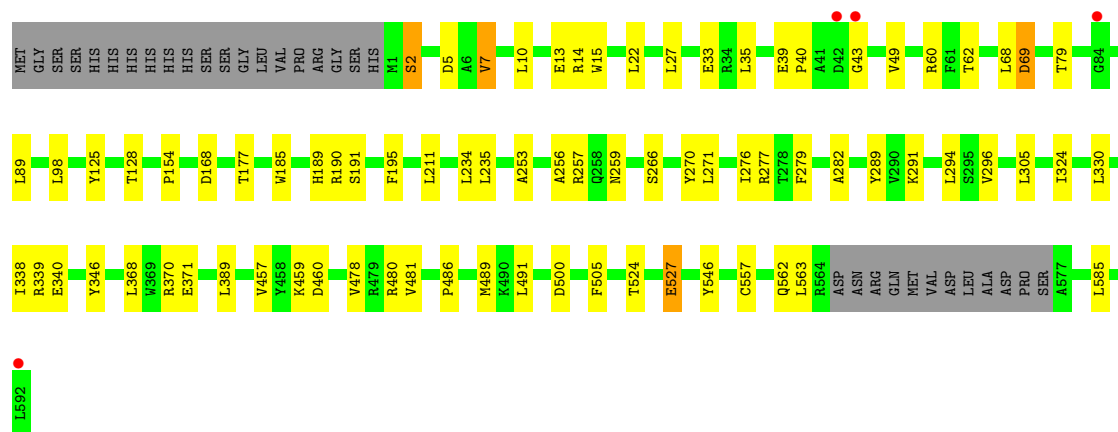 MET GLY SER SER HIS HIS HIS HIS HIS HIS SER SER GLY LEU VAL PRO ARG GLY SER HIS M1 S2 D5 A6 V7 L10 E13 R14 W15 L22 L27 E33 R34 L35 E39 P40 A41 D42 G43 V49 R60 F61 T62 L68 D69 T79 G84
L89 L98 Y125 T128 P154 D168 T177 W185 H189 R190 S191 F195 L211 L234 L235 A253 A256 R257 Q258 N259 S266 Y270 L271 I276 R277 T278 F279 A282 Y289 V290 K291 L294 S295 V296 L305 I324 L330
I338 R339 E340 Y346 L368 W369 R370 E371 L389 V457 Y458 K459 D460 V478 R479 R480 V481 P486 M489 K490 L491 D500 F505 T524 E527 Y546 C557 Q562 L563 R564 ASP ASN ARG GLN MET VAL ASP LEU ALA ASP PRO SER A577 L585
L592